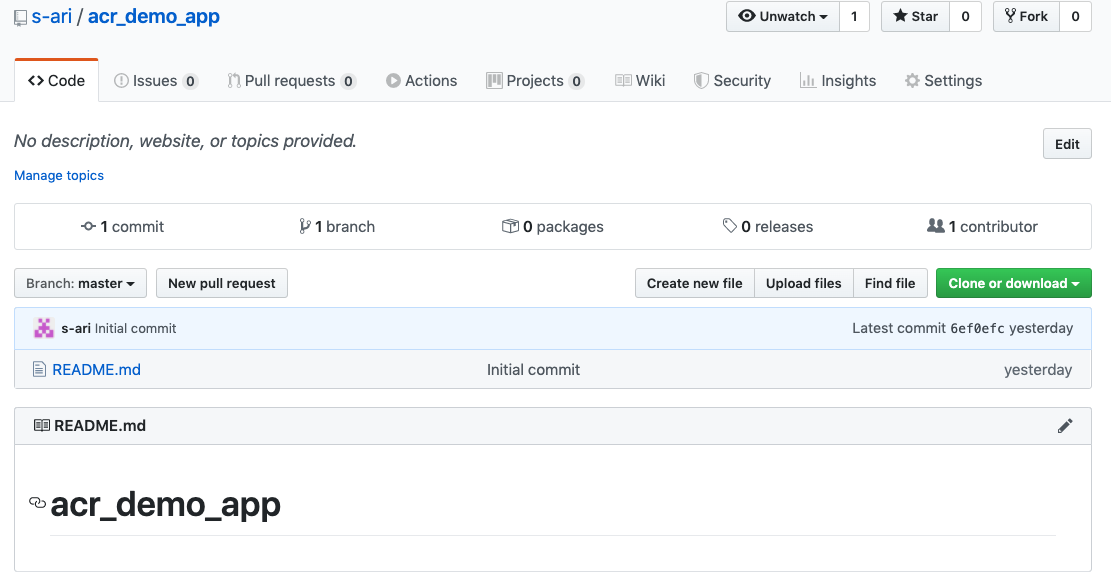 s-ari / acr_demo_app Unwatch 1 Star 0 Fork 0
Code Issues 0 Pull requests 0 Actions Projects 0 Wiki Security Insights Settings
No description, website, or topics provided. Edit
Manage topics
1 commit 1 branch 0 packages 0 releases 1 contributor
Branch: master New pull request Create new file Upload files Find file Clone or download
s-ari Initial commit Latest commit 6ef0efc yesterday
README.md Initial commit yesterday
README.md
acr_demo_app